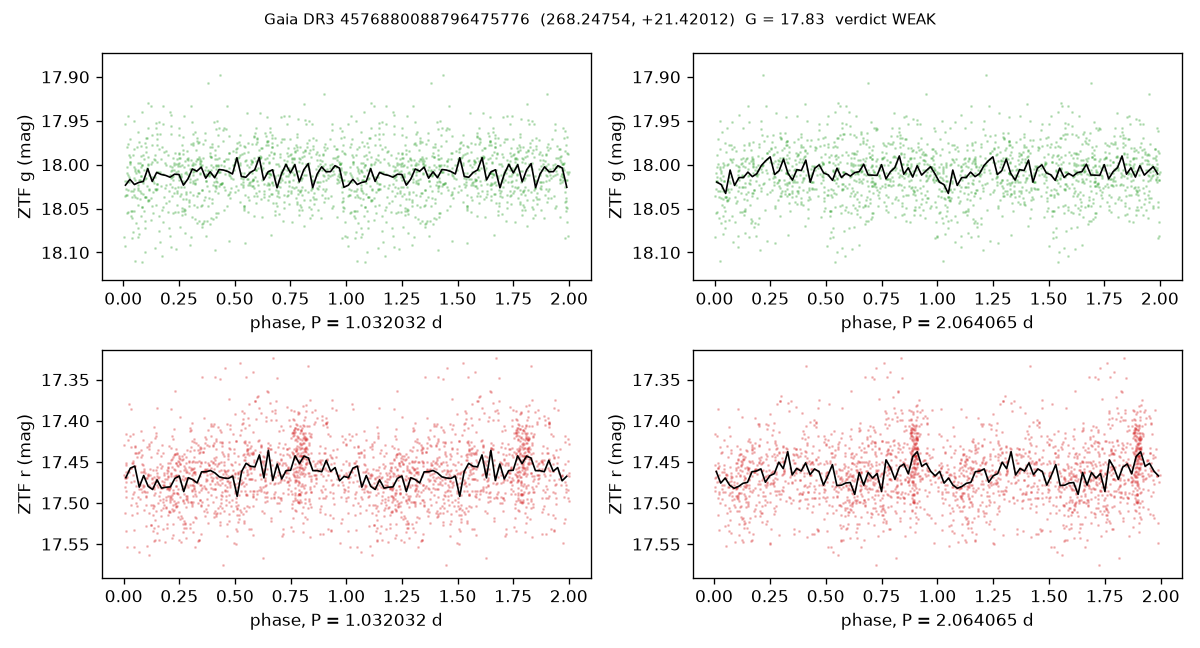 Gaia DR3 4576880088796475776 (268.24754, +21.42012) G = 17.83 verdict WEAK
ZTF g (mag)
17.90
17.95
18.00
18.05
18.10
0.00 0.25 0.50 0.75 1.00 1.25 1.50 1.75 2.00
phase, P = 1.032032 d
ZTF g (mag)
17.90
17.95
18.00
18.05
18.10
0.00 0.25 0.50 0.75 1.00 1.25 1.50 1.75 2.00
phase, P = 2.064065 d
ZTF r (mag)
17.35
17.40
17.45
17.50
17.55
0.00 0.25 0.50 0.75 1.00 1.25 1.50 1.75 2.00
phase, P = 1.032032 d
ZTF r (mag)
17.35
17.40
17.45
17.50
17.55
0.00 0.25 0.50 0.75 1.00 1.25 1.50 1.75 2.00
phase, P = 2.064065 d